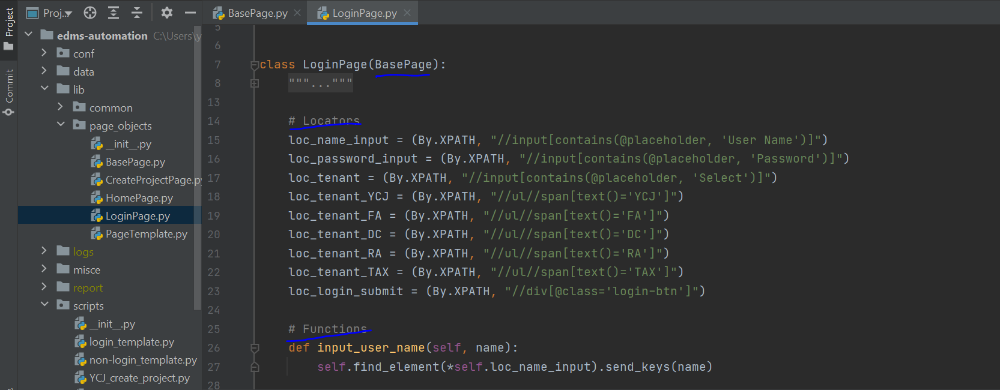 Project
Commit
Proj...
edms-automation C:\Users\y
conf
data
lib
common
page_objects
__init__.py
BasePage.py
CreateProjectPage.py
HomePage.py
LoginPage.py
PageTemplate.py
logs
misce
report
scripts
__init__.py
login_template.py
non-login_template.py
YCJ_create_project.py
BasePage.py
LoginPage.py
5
6
7 class LoginPage(BasePage):
8 """..."""
13
14 # Locators
15 loc_name_input = (By.XPATH, "//input[contains(@placeholder, 'User Name')]")
16 loc_password_input = (By.XPATH, "//input[contains(@placeholder, 'Password')]")
17 loc_tenant = (By.XPATH, "//input[contains(@placeholder, 'Select')]")
18 loc_tenant_YCJ = (By.XPATH, "//ul//span[text()='YCJ']")
19 loc_tenant_FA = (By.XPATH, "//ul//span[text()='FA']")
20 loc_tenant_DC = (By.XPATH, "//ul//span[text()='DC']")
21 loc_tenant_RA = (By.XPATH, "//ul//span[text()='RA']")
22 loc_tenant_TAX = (By.XPATH, "//ul//span[text()='TAX']")
23 loc_login_submit = (By.XPATH, "//div[@class='login-btn']")
24
25 # Functions
26 def input_user_name(self, name):
27 self.find_element(*self.loc_name_input).send_keys(name)
28